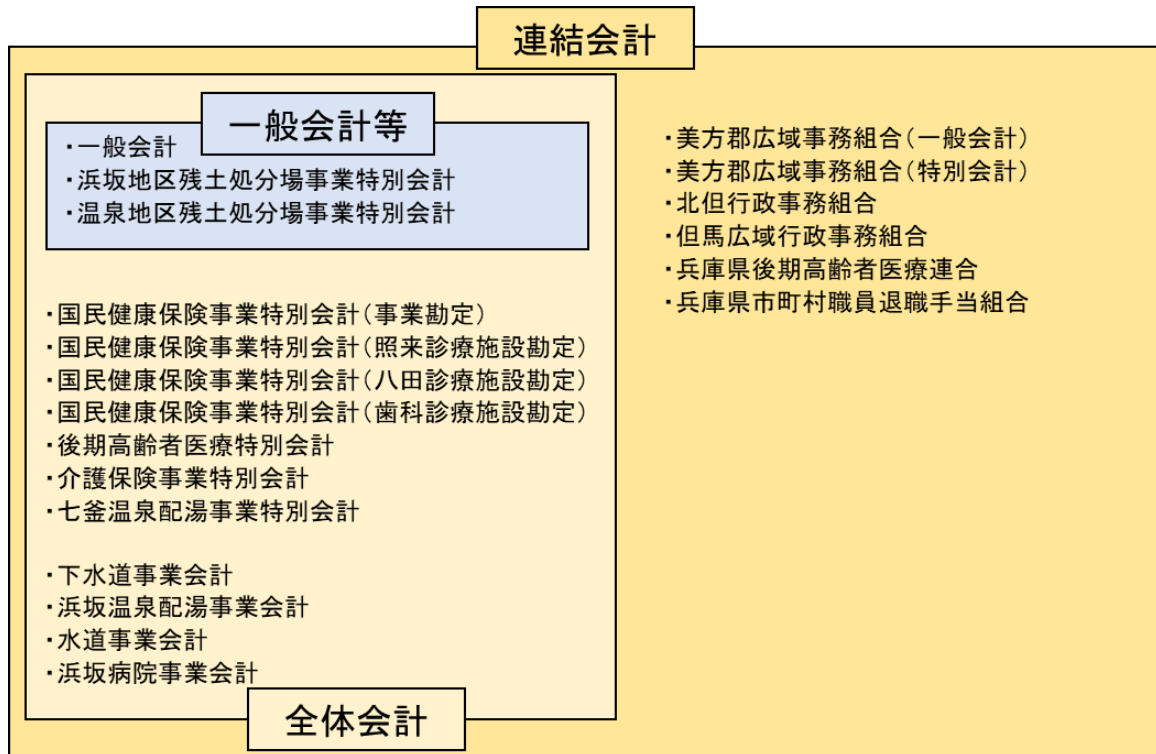 連結会計
一般会計等
・一般会計
・浜坂地区残土処分場事業特別会計
・温泉地区残土処分場事業特別会計
・国民健康保険事業特別会計(事業勘定)
・国民健康保険事業特別会計(照来診療施設勘定)
・国民健康保険事業特別会計(八田診療施設勘定)
・国民健康保険事業特別会計(歯科診療施設勘定)
・後期高齢者医療特別会計
・介護保険事業特別会計
・七釜温泉配湯事業特別会計
・下水道事業会計
・浜坂温泉配湯事業会計
・水道事業会計
・浜坂病院事業会計
全体会計
・美方郡広域事務組合(一般会計)
・美方郡広域事務組合(特別会計)
・北但行政事務組合
・但馬広域行政事務組合
・兵庫県後期高齢者医療連合
・兵庫県市町村職員退職手当組合